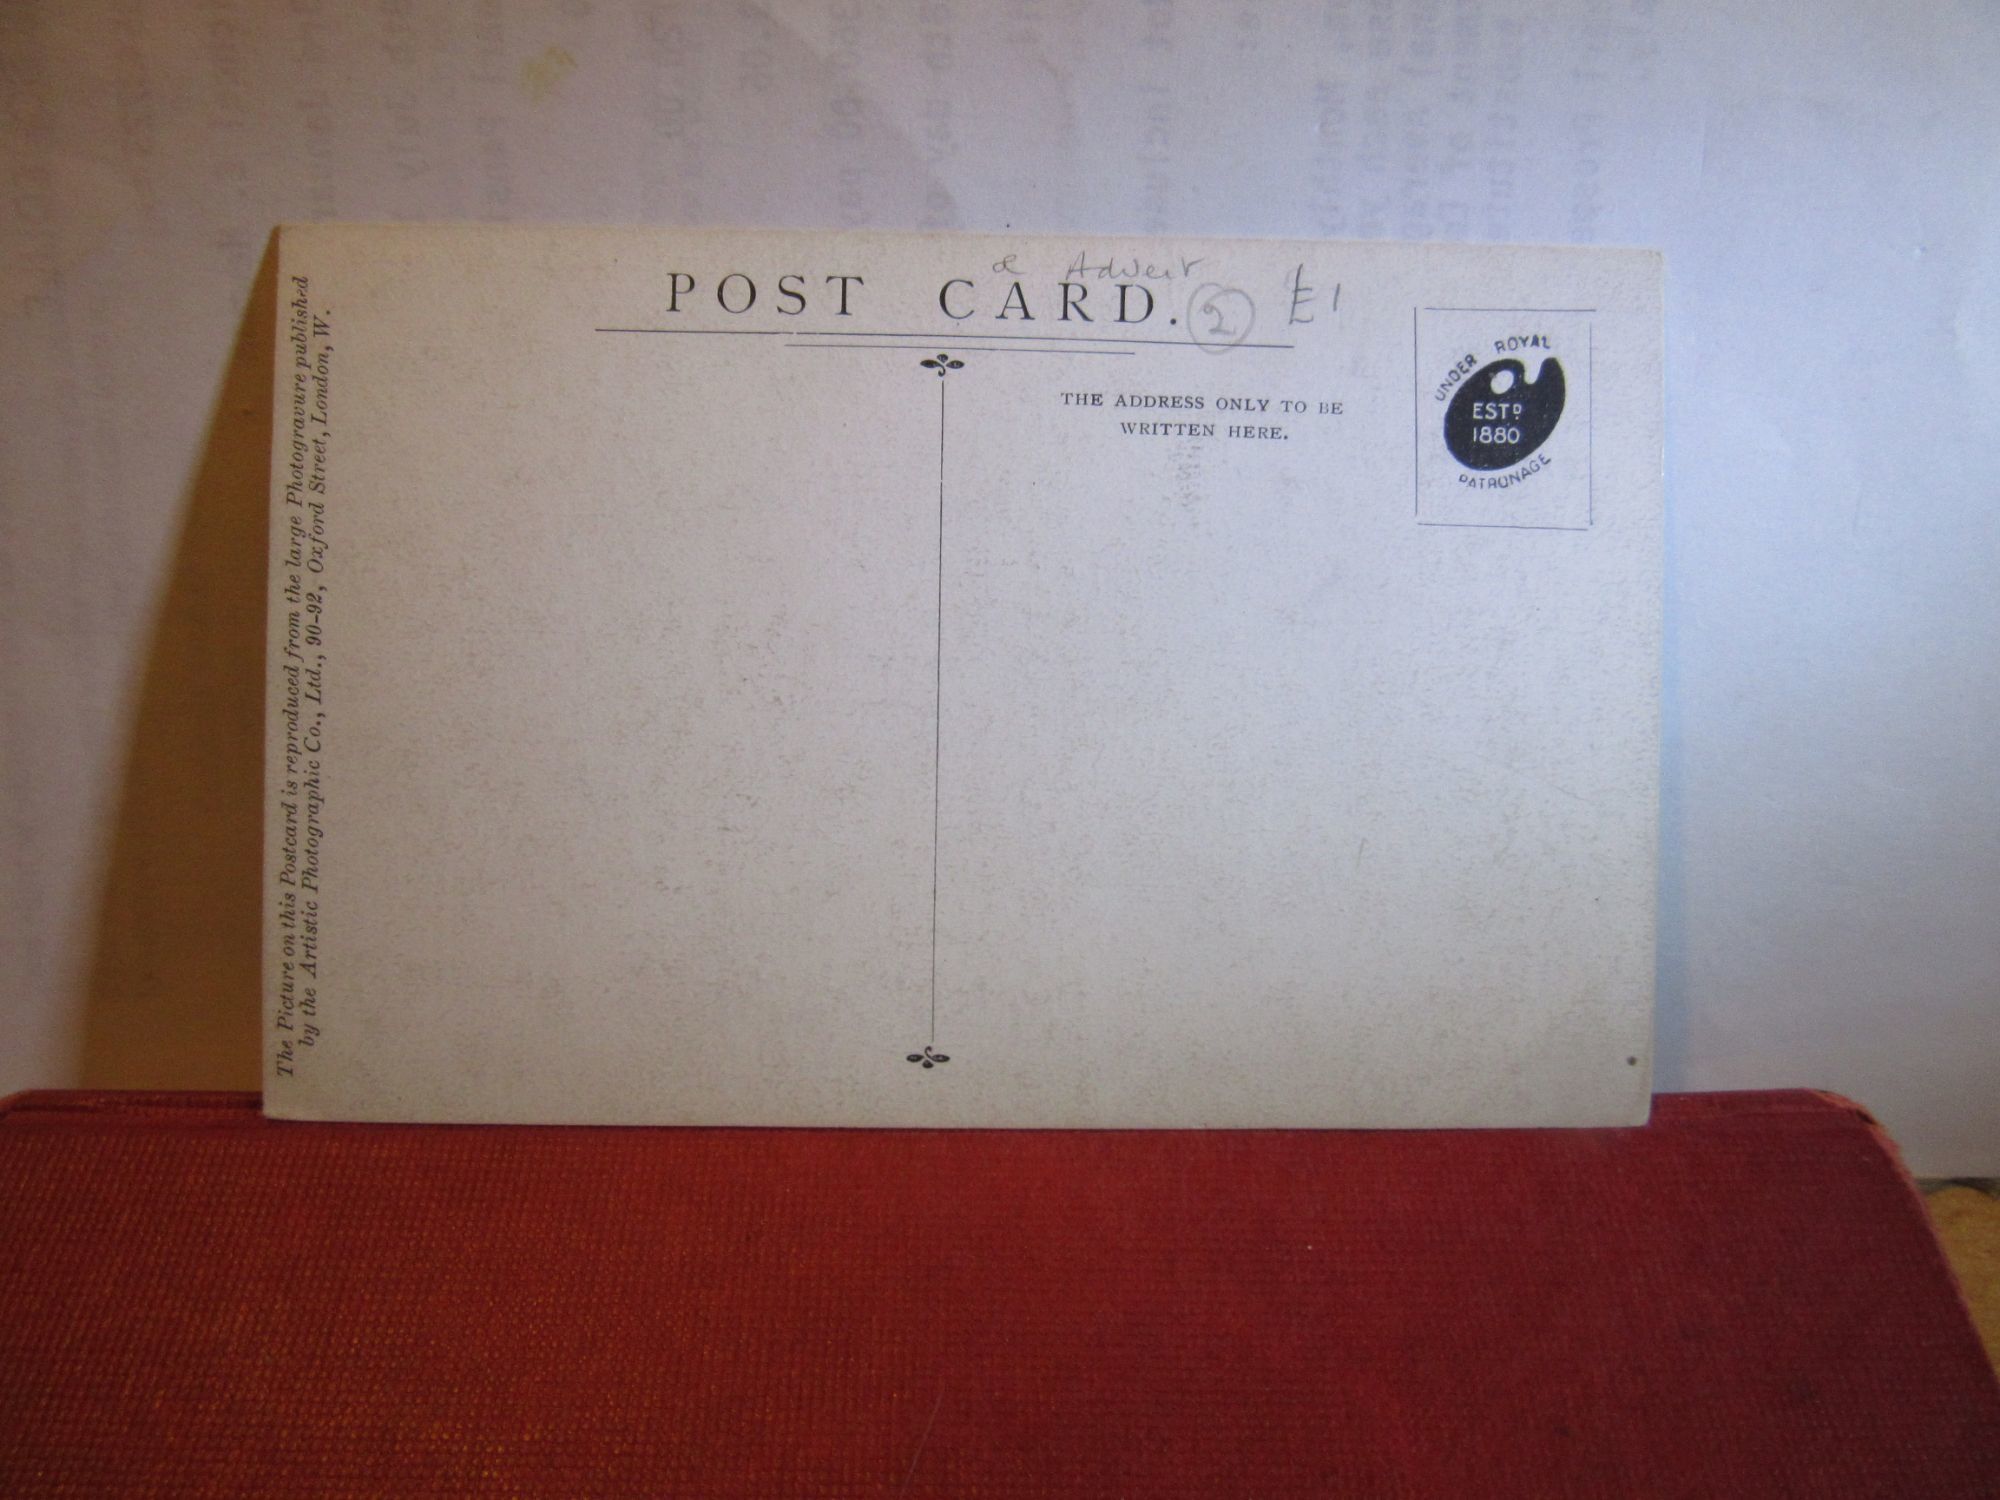 & Advert
POST CARD.
2
£1
THE ADDRESS ONLY TO BE
WRITTEN HERE.
UNDER ROYAL
ESTD
1880
PATRONAGE
The Picture on this Postcard is reproduced from the large Photogravure published
by the Artistic Photographic Co., Ltd., 90-92, Oxford Street, London, W.